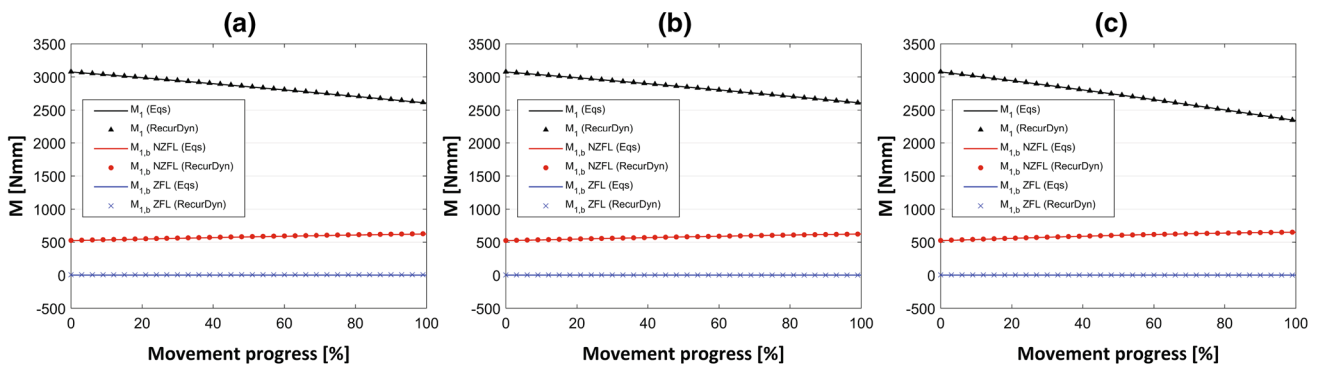 (a)
3500
3000
2500
2000
1500
1000
500
0
-500
M [Nmm]
M1 (Eqs)
M1 (RecurDyn)
M1,b NZFL (Eqs)
M1,b NZFL (RecurDyn)
M1,b ZFL (Eqs)
M1,b ZFL (RecurDyn)
0 20 40 60 80 100
Movement progress [%]
(b)
3500
3000
2500
2000
1500
1000
500
0
-500
M [Nmm]
M1 (Eqs)
M1 (RecurDyn)
M1,b NZFL (Eqs)
M1,b NZFL (RecurDyn)
M1,b ZFL (Eqs)
M1,b ZFL (RecurDyn)
0 20 40 60 80 100
Movement progress [%]
(c)
3500
3000
2500
2000
1500
1000
500
0
-500
M [Nmm]
M1 (Eqs)
M1 (RecurDyn)
M1,b NZFL (Eqs)
M1,b NZFL (RecurDyn)
M1,b ZFL (Eqs)
M1,b ZFL (RecurDyn)
0 20 40 60 80 100
Movement progress [%]